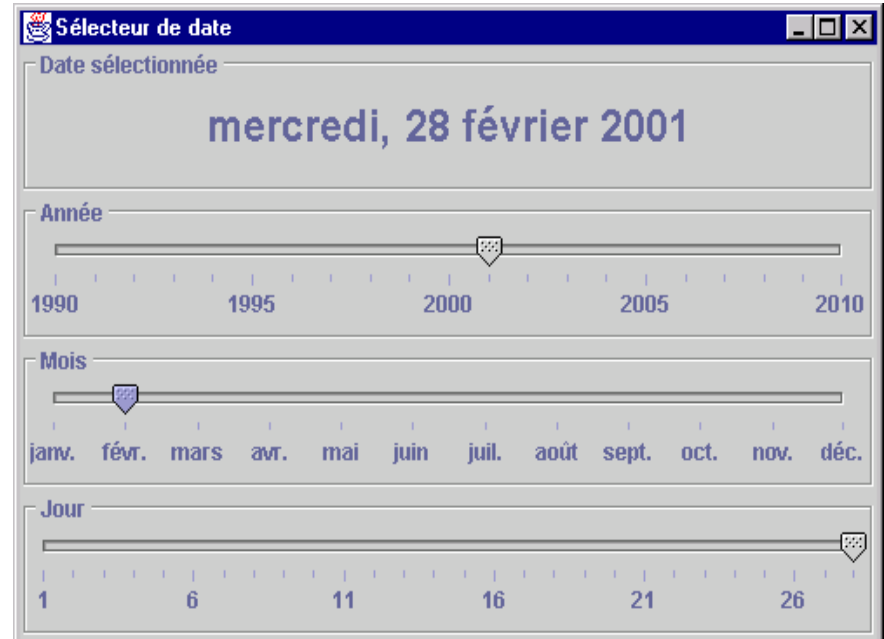 Sélecteur de date
Date sélectionnée
mercredi, 28 février 2001
Année
1990 1995 2000 2005 2010
Mois
janv. févr. mars avr. mai juin juil. août sept. oct. nov. déc.
Jour
1 6 11 16 21 26